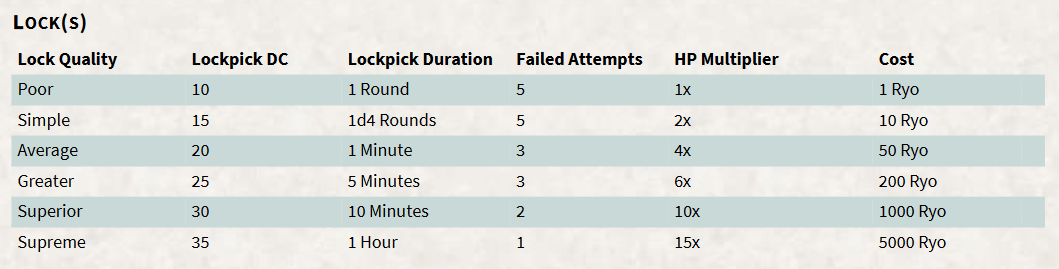 LOCK(S)
Lock Quality Lockpick DC Lockpick Duration Failed Attempts HP Multiplier Cost
Poor 10 1 Round 5 1x 1 Ryo
Simple 15 1d4 Rounds 5 2x 10 Ryo
Average 20 1 Minute 3 4x 50 Ryo
Greater 25 5 Minutes 3 6x 200 Ryo
Superior 30 10 Minutes 2 10x 1000 Ryo
Supreme 35 1 Hour 1 15x 5000 Ryo